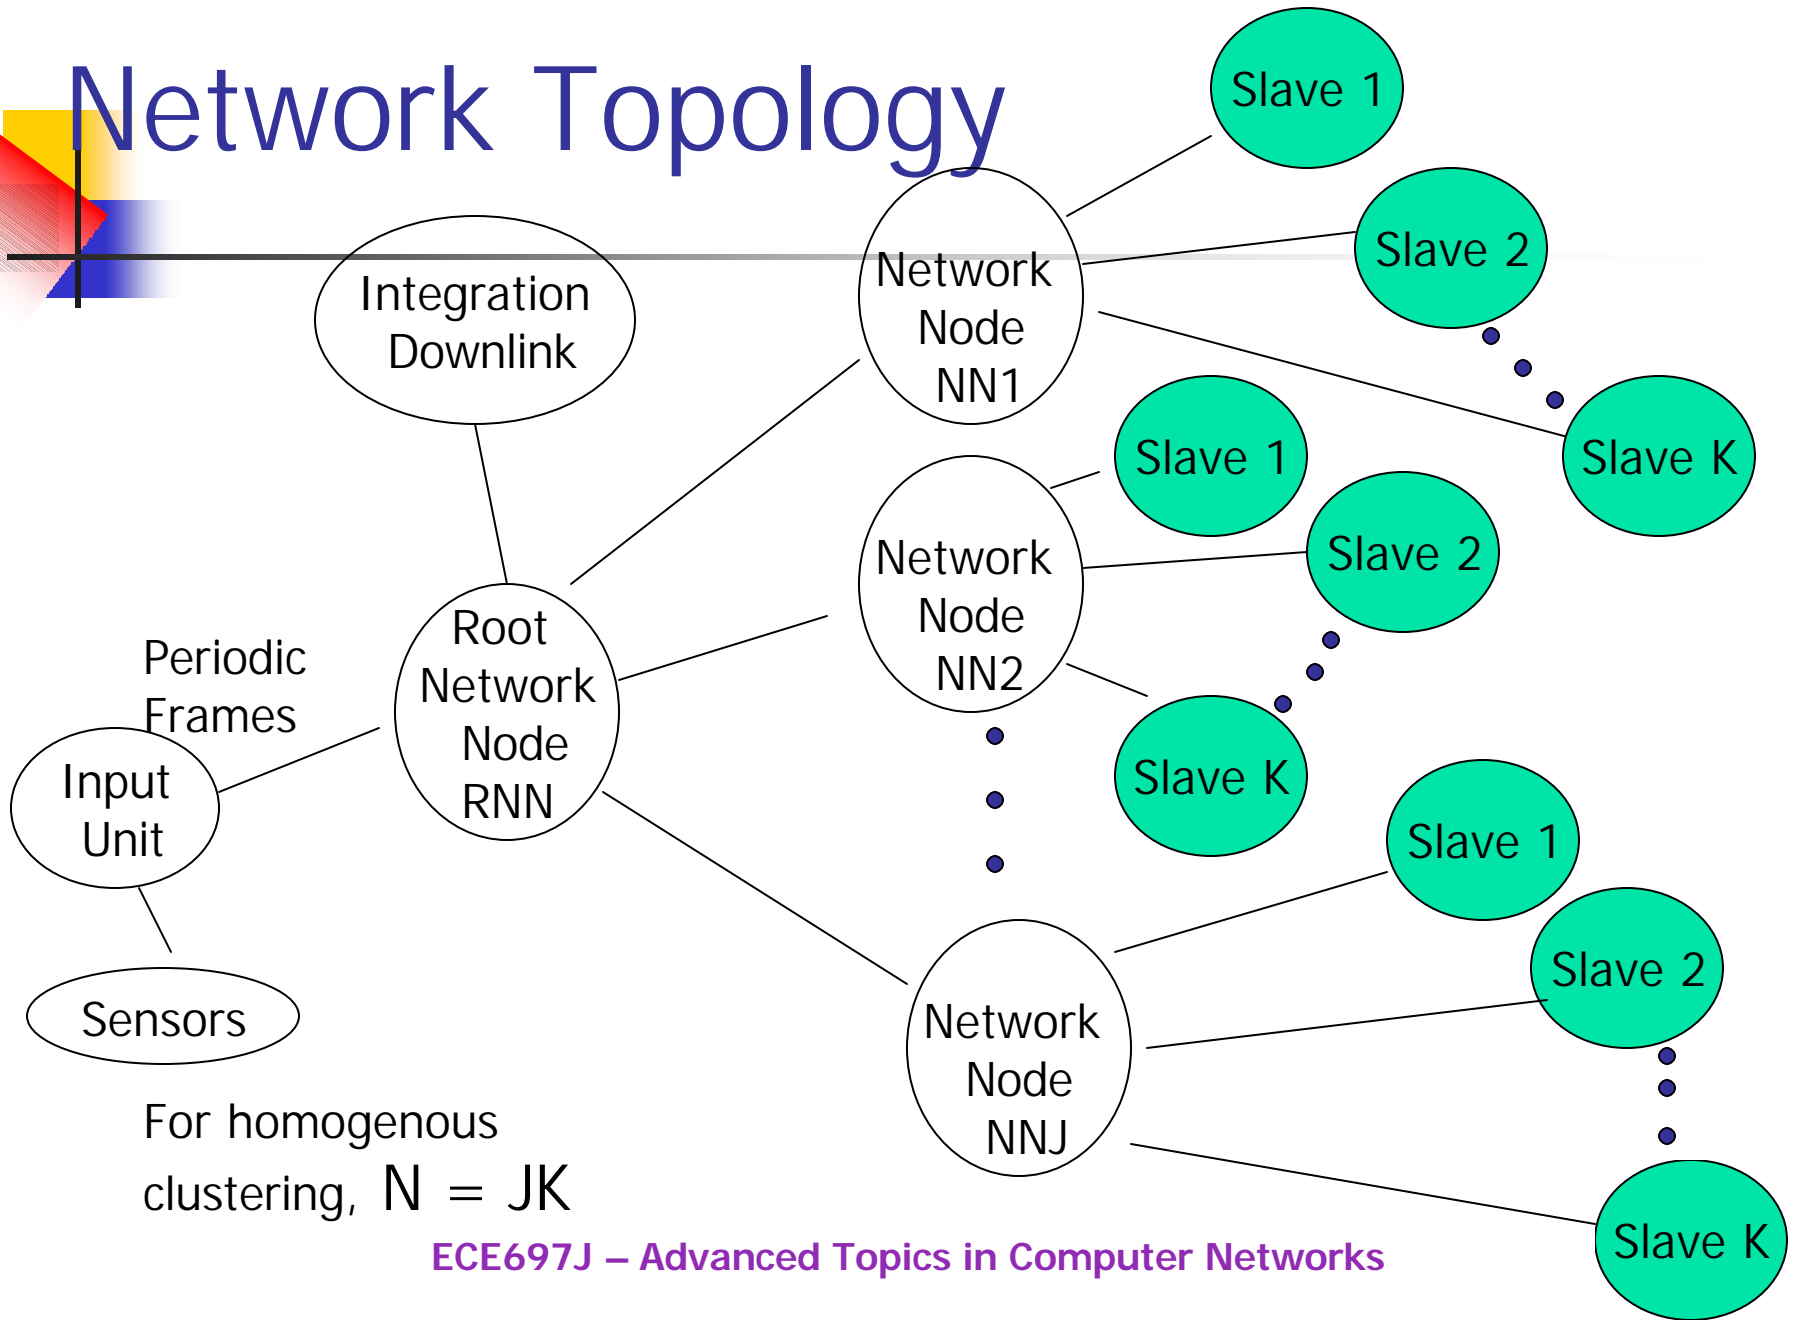 Network Topology
Slave 1
Slave 2
Slave K
Integration
Downlink
Network
Node
NN1
Slave 1
Slave 2
Slave K
Network
Node
NN2
Periodic
Frames
Root
Network
Node
RNN
Input
Unit
Sensors
Slave 1
Slave 2
Slave K
Network
Node
NNJ
For homogenous
clustering, N = JK
ECE697J – Advanced Topics in Computer Networks